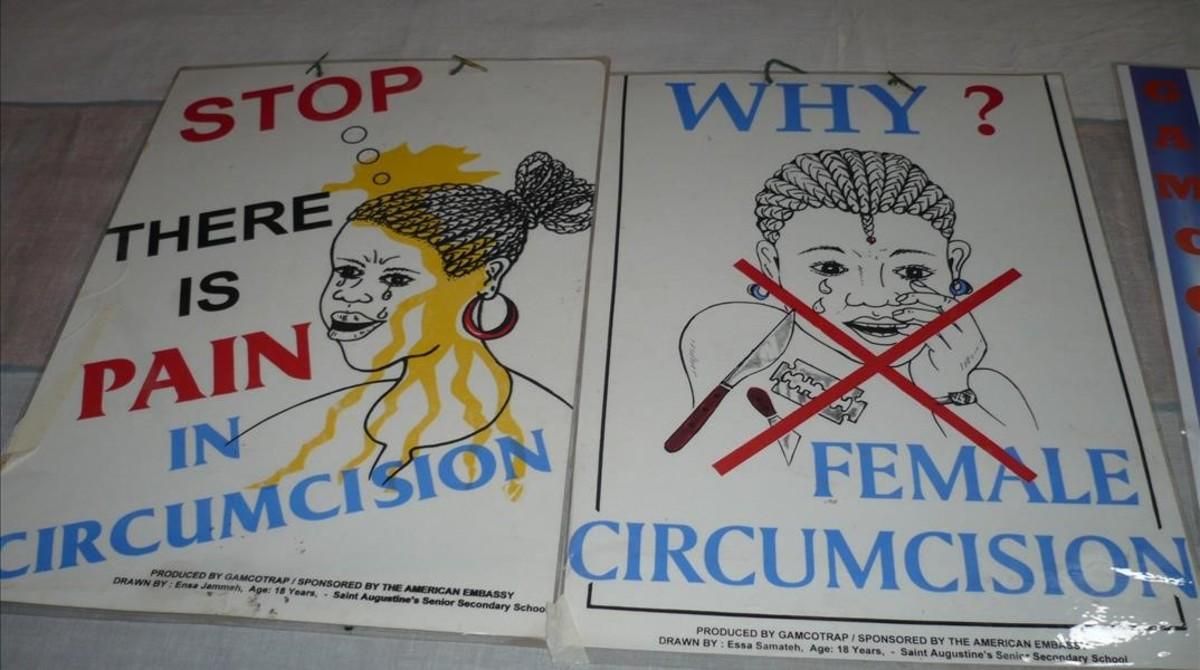 STOP
THERE
IS
PAIN
IN
CIRCUMCISION
PRODUCED BY GAMCOTRAP / SPONSORED BY THE AMERICAN EMBASSY
DRAWN BY : Ensa Jammeh, Age: 18 Years, - Saint Augustine's Senior Secondary School
WHY ?
FEMALE
CIRCUMCISION
PRODUCED BY GAMCOTRAP / SPONSORED BY THE AMERICAN EMBASSY
DRAWN BY : Essa Samateh, Age: 18 Years, - Saint Augustine's Senior Secondary School
G
A
M
C